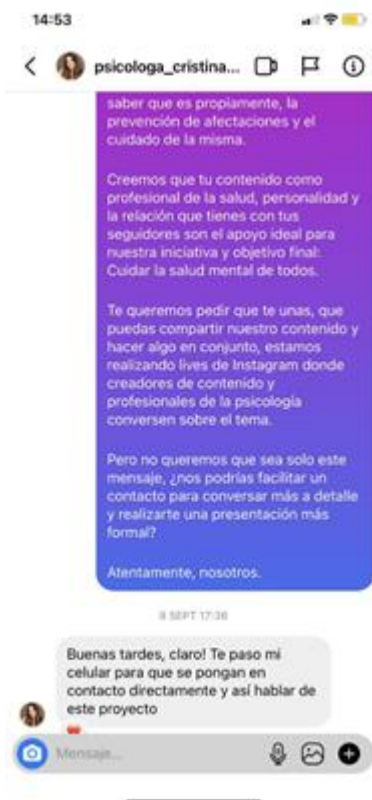 14:53
psicologa_cristina...
saber que es propiamente, la
prevención de afectaciones y el
cuidado de la misma.
Creemos que tu contenido como
profesional de la salud, personalidad y
la relación que tienes con tus
seguidores son el apoyo ideal para
nuestra iniciativa y objetivo final:
Cuidar la salud mental de todos.
Te queremos pedir que te unas, que
puedas compartir nuestro contenido y
hacer algo en conjunto, estamos
realizando lives de Instagram donde
creadores de contenido y
profesionales de la psicología
conversen sobre el tema.
Pero no queremos que sea solo este
mensaje, ¿nos podrías facilitar un
contacto para conversar más a detalle
y realizarte una presentación más
formal?
Atentamente, nosotros.
SEPT 17:36
Buenas tardes, claro! Te paso mi
celular para que se pongan en
contacto directamente y así hablar de
este proyecto
Mensaje...